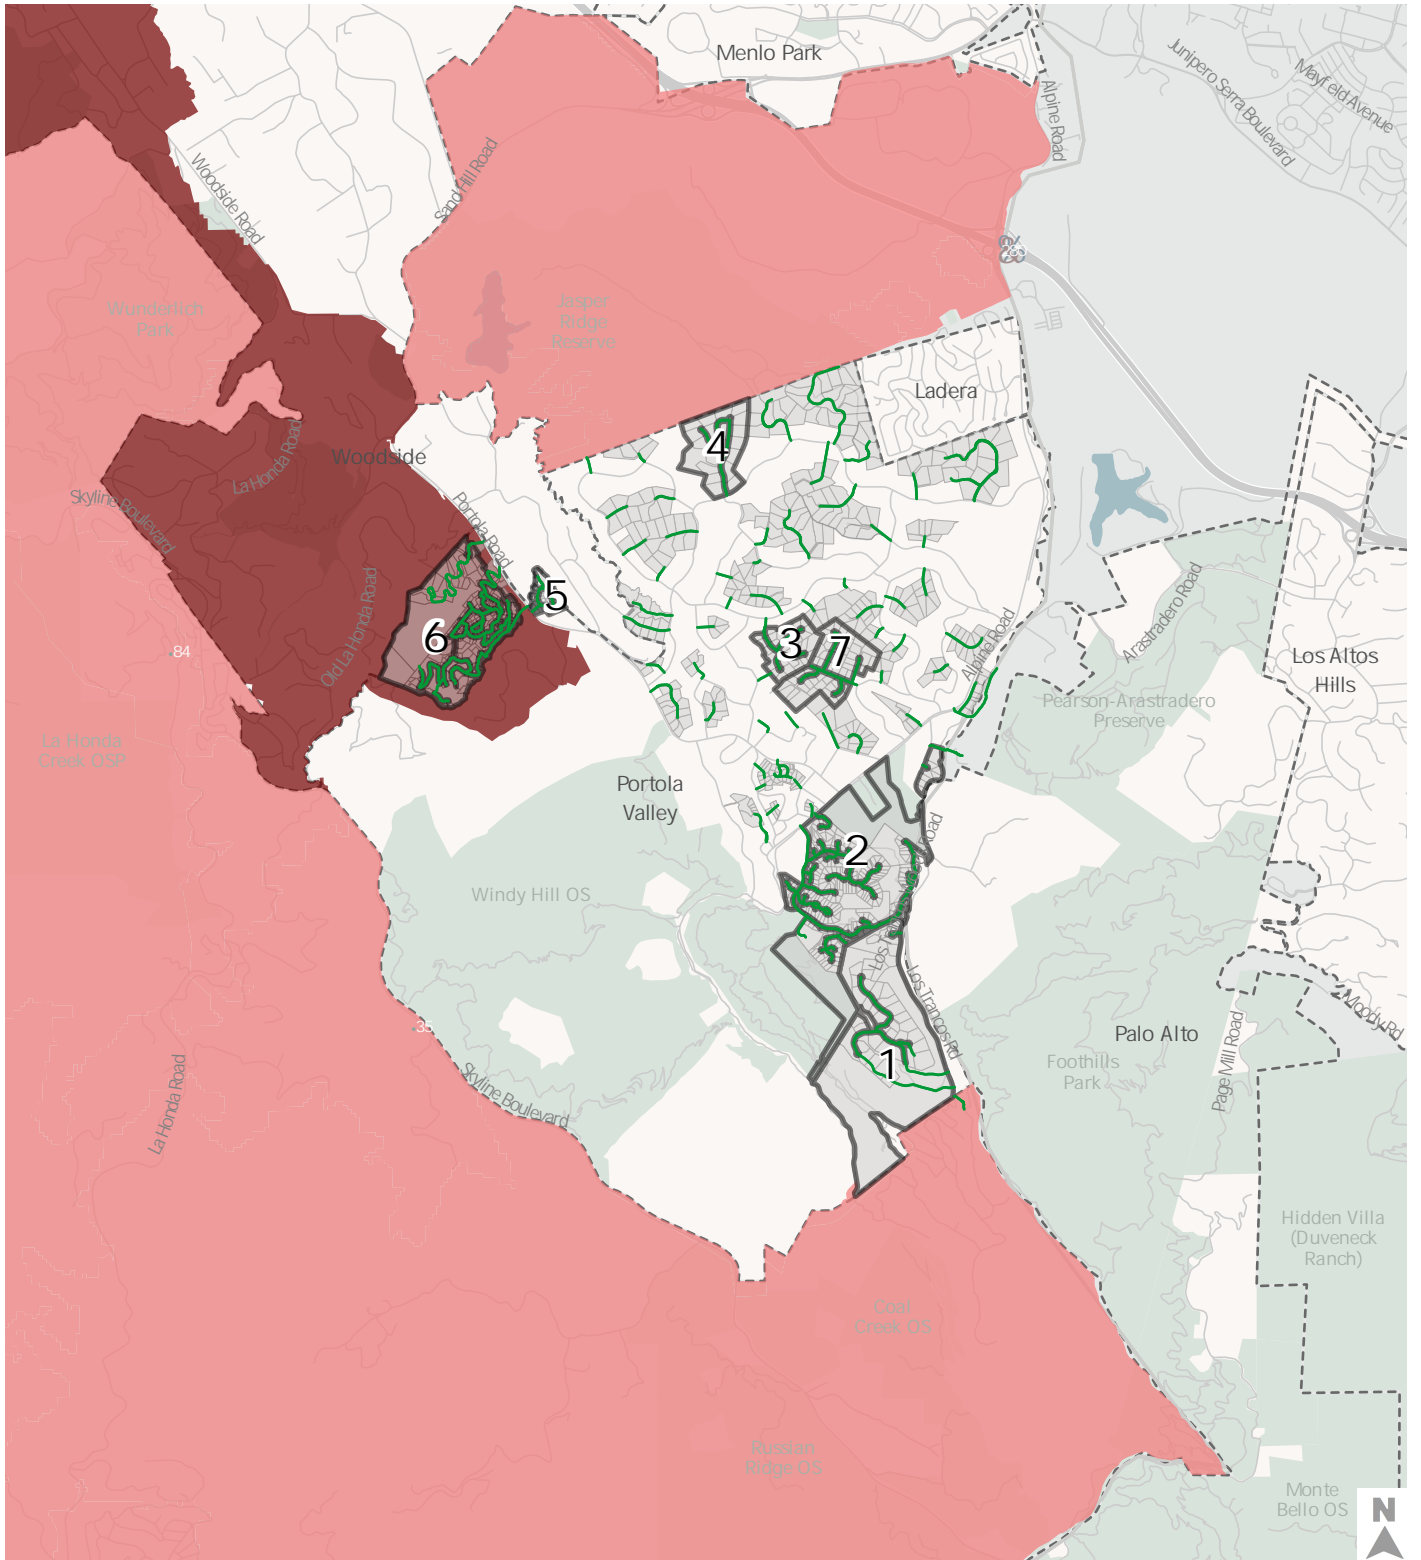 Menlo Park
Junipero Serra Boulevard
Mayfield Avenue
Alpine Road
Woodside Road
Sand Hill Road
280
Wunderlich
Park
Jasper
Ridge
Reserve
Ladera
4
La Honda Road
Woodside
Skyline Boulevard
Portola Road
5
Old La Honda Road
6
84
3
7
Alpine Road
Arastradero Road
Los Altos
Hills
Pearson-Arastradero
Preserve
La Honda
Creek OSP
Portola
Valley
2
Road
Windy Hill OS
Los
Los Trancos Rd
35
Moody Rd
Palo Alto
Page Mill Road
Foothills
Park
1
La Honda Road
Skyline Boulevard
Hidden Villa
(Duveneck
Ranch)
Coal
Creek OS
Russian
Ridge OS
Monte
Bello OS
N